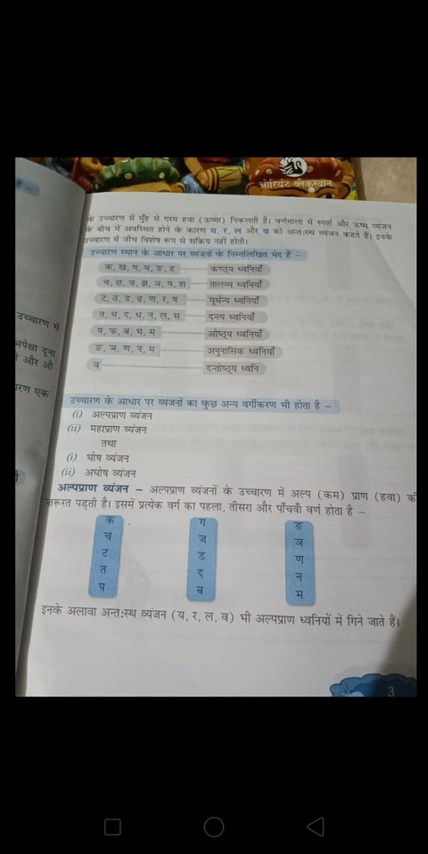 ओरियंट ब्लैकस्वॉन
के उच्चारण में मुँह से गरम हवा (ऊष्मा) निकलती है। वर्णमाला में स्पर्श और ऊष्म व्यंजन
के बीच में अवस्थित होने के कारण य, र, ल और व को अन्तःस्थ व्यंजन कहते हैं। इनके
उच्चारण में जीभ विशेष रूप से सक्रिय नहीं होती।
उच्चारण स्थान के आधार पर व्यंजनों के निम्नलिखित भेद हैं –
क, ख, ग, घ, ङ, ह कण्ठ्य ध्वनियाँ
च, छ, ज, झ, ञ, य, श तालव्य ध्वनियाँ
ट, ठ, ड, ढ, ण, र, ष मूर्धन्य ध्वनियाँ
त, थ, द, ध, न, ल, स दन्त्य ध्वनियाँ
प, फ, ब, भ, म ओष्ठ्य ध्वनियाँ
ङ, ञ, ण, न, म अनुनासिक ध्वनियाँ
व दन्तोष्ठ्य ध्वनि
उच्चारण में
अपेक्षा दूना
और औ
उच्चारण के आधार पर व्यंजनों का कुछ अन्य वर्गीकरण भी होता है –
(i) अल्पप्राण व्यंजन
(ii) महाप्राण व्यंजन
तथा
(i) घोष व्यंजन
(ii) अघोष व्यंजन
अल्पप्राण व्यंजन – अल्पप्राण व्यंजनों के उच्चारण में अल्प (कम) प्राण (हवा) की
ज़रूरत पड़ती है। इसमें प्रत्येक वर्ग का पहला, तीसरा और पाँचवाँ वर्ण होता है –
क ग ङ
च ज ञ
ट ड ण
त द न
प ब म
इनके अलावा अन्तःस्थ व्यंजन (य, र, ल, व) भी अल्पप्राण ध्वनियों में गिने जाते हैं।
3